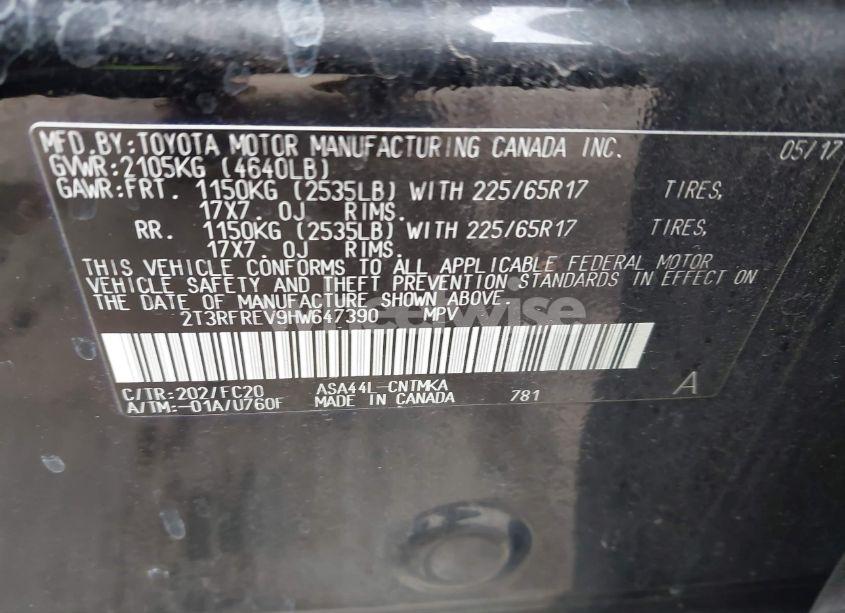 MFD.BY:TOYOTA MOTOR MANUFACTURING CANADA INC. 05/17
GVWR:2105KG (4640LB)
GAWR:FRT. 1150KG (2535LB) WITH 225/65R17 TIRES,
17X7.0J RIMS.
RR. 1150KG (2535LB) WITH 225/65R17 TIRES,
17X7.0J RIMS.
THIS VEHICLE CONFORMS TO ALL APPLICABLE FEDERAL MOTOR
VEHICLE SAFETY AND THEFT PREVENTION STANDARDS IN EFFECT ON
THE DATE OF MANUFACTURE SHOWN ABOVE.
2T3RFREV9HW647390 MPV
wheelwise
C/TR:202/FC20 ASA44L-CNTMKA A
A/TM:-01A/U760F MADE IN CANADA 781